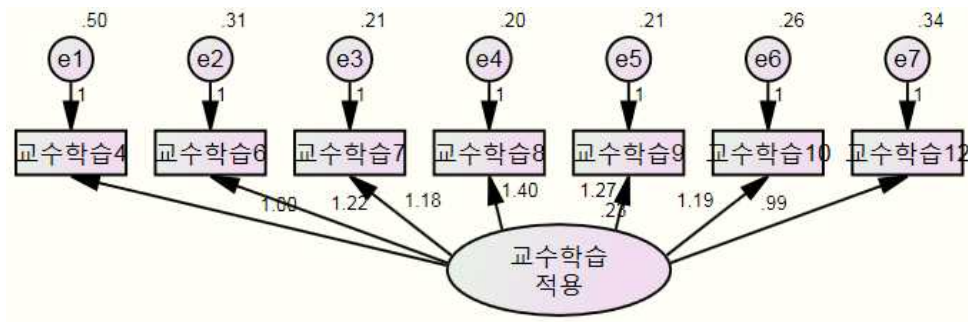 .50 .31 .21 .20 .21 .26 .34
e1 e2 e3 e4 e5 e6 e7
1 1 1 1 1 1 1
교수학습4 교수학습6 교수학습7 교수학습8 교수학습9 교수학습10 교수학습12
1.00 1.22 1.18 1.40 1.27 .23 1.19 .99
교수학습
적용